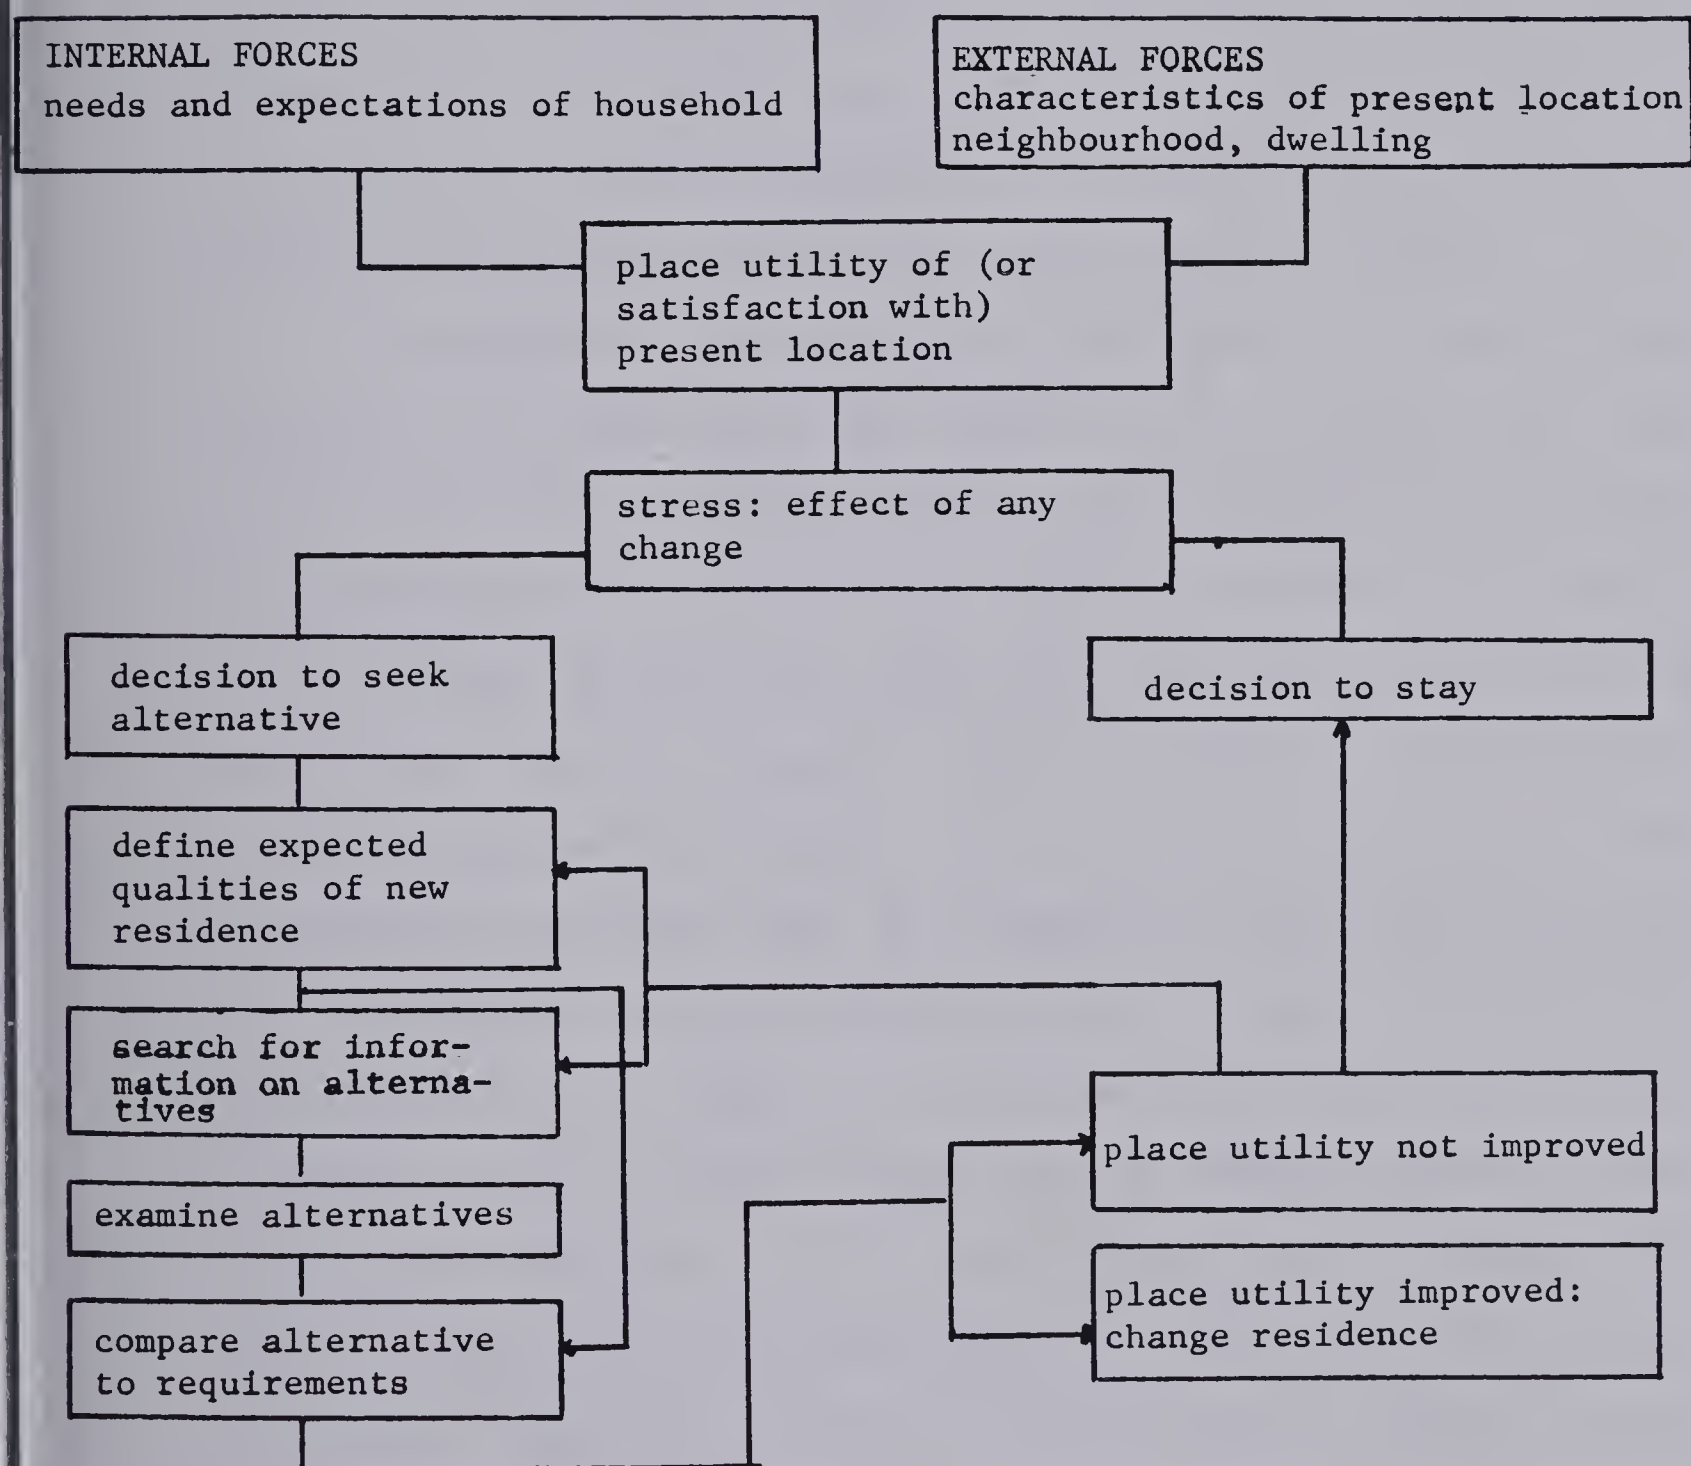 INTERNAL FORCES
needs and expectations of household
EXTERNAL FORCES
characteristics of present location
neighbourhood, dwelling
place utility of (or
satisfaction with)
present location
stress: effect of any
change
decision to seek
alternative
decision to stay
define expected
qualities of new
residence
search for infor-
mation on alterna-
tives
examine alternatives
compare alternative
to requirements
place utility not improved
place utility improved:
change residence